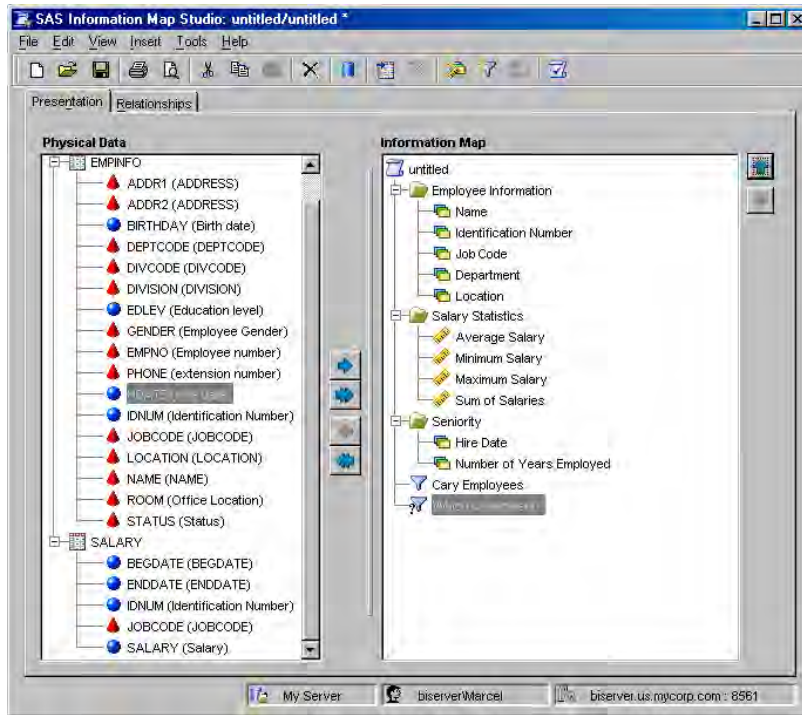 SAS Information Map Studio: untitled/untitled *
File Edit View Insert Tools Help
Presentation Relationships
Physical Data
EMPINFO
ADDR1 (ADDRESS)
ADDR2 (ADDRESS)
BIRTHDAY (Birth date)
DEPTCODE (DEPTCODE)
DIVCODE (DIVCODE)
DIVISION (DIVISION)
EDLEV (Education level)
GENDER (Employee Gender)
EMPNO (Employee number)
PHONE (extension number)
IDNUM (Identification Number)
JOBCODE (JOBCODE)
LOCATION (LOCATION)
NAME (NAME)
ROOM (Office Location)
STATUS (Status)
SALARY
BEGDATE (BEGDATE)
ENDDATE (ENDDATE)
IDNUM (Identification Number)
JOBCODE (JOBCODE)
SALARY (Salary)
Information Map
untitled
Employee Information
Name
Identification Number
Job Code
Department
Location
Salary Statistics
Average Salary
Minimum Salary
Maximum Salary
Sum of Salaries
Seniority
Hire Date
Number of Years Employed
Cary Employees
My Server
biserver\Marcel
biserver.us.mycorp.com : 8561